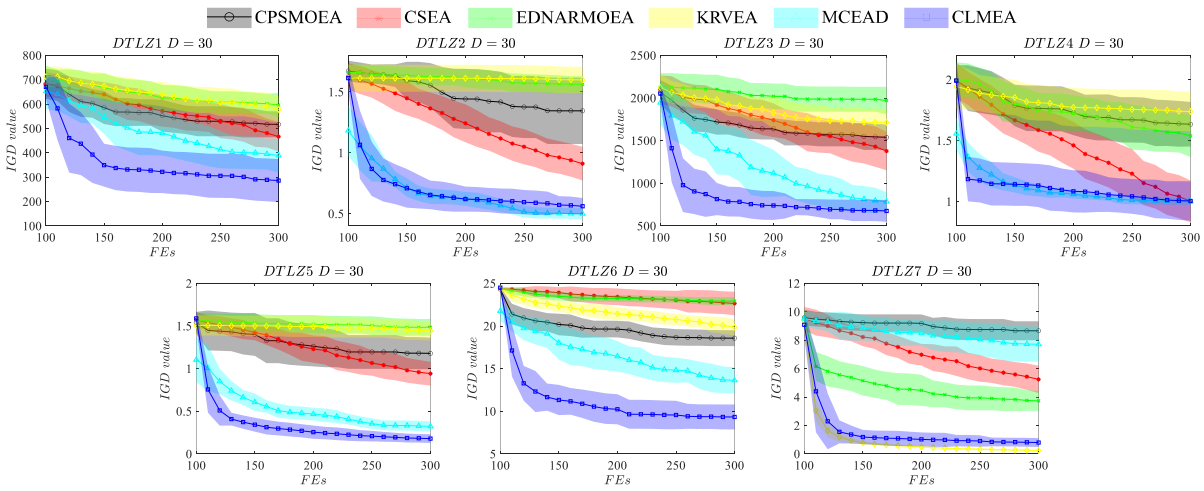 CPSMOEA CSEA EDNARMOEA KRVEA MCEAD CLMEA
DTLZ1 D = 30
800
700
600
500
400
300
200
100
IGD value
100 150 200 250 300
FEs
DTLZ2 D = 30
1.5
1
0.5
IGD value
100 150 200 250 300
FEs
DTLZ3 D = 30
2500
2000
1500
1000
500
IGD value
100 150 200 250 300
FEs
DTLZ4 D = 30
2
1.5
1
IGD value
100 150 200 250 300
FEs
DTLZ5 D = 30
2
1.5
1
0.5
0
IGD value
100 150 200 250 300
FEs
DTLZ6 D = 30
25
20
15
10
5
IGD value
100 150 200 250 300
FEs
DTLZ7 D = 30
12
10
8
6
4
2
0
IGD value
100 150 200 250 300
FEs